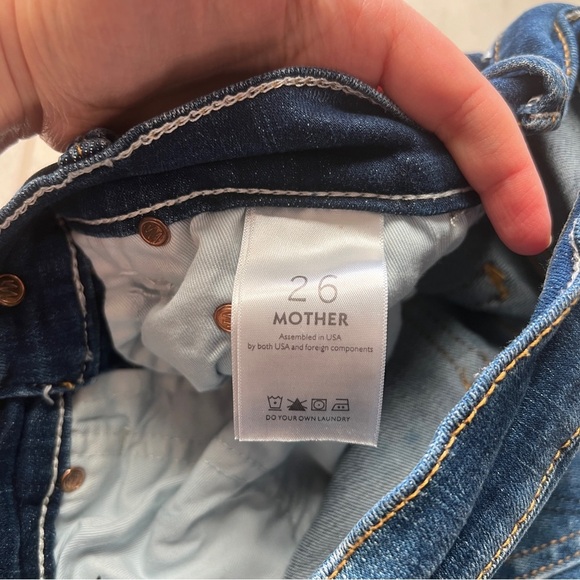 26
MOTHER
Assembled in USA
by both USA and foreign components
DO YOUR OWN LAUNDRY